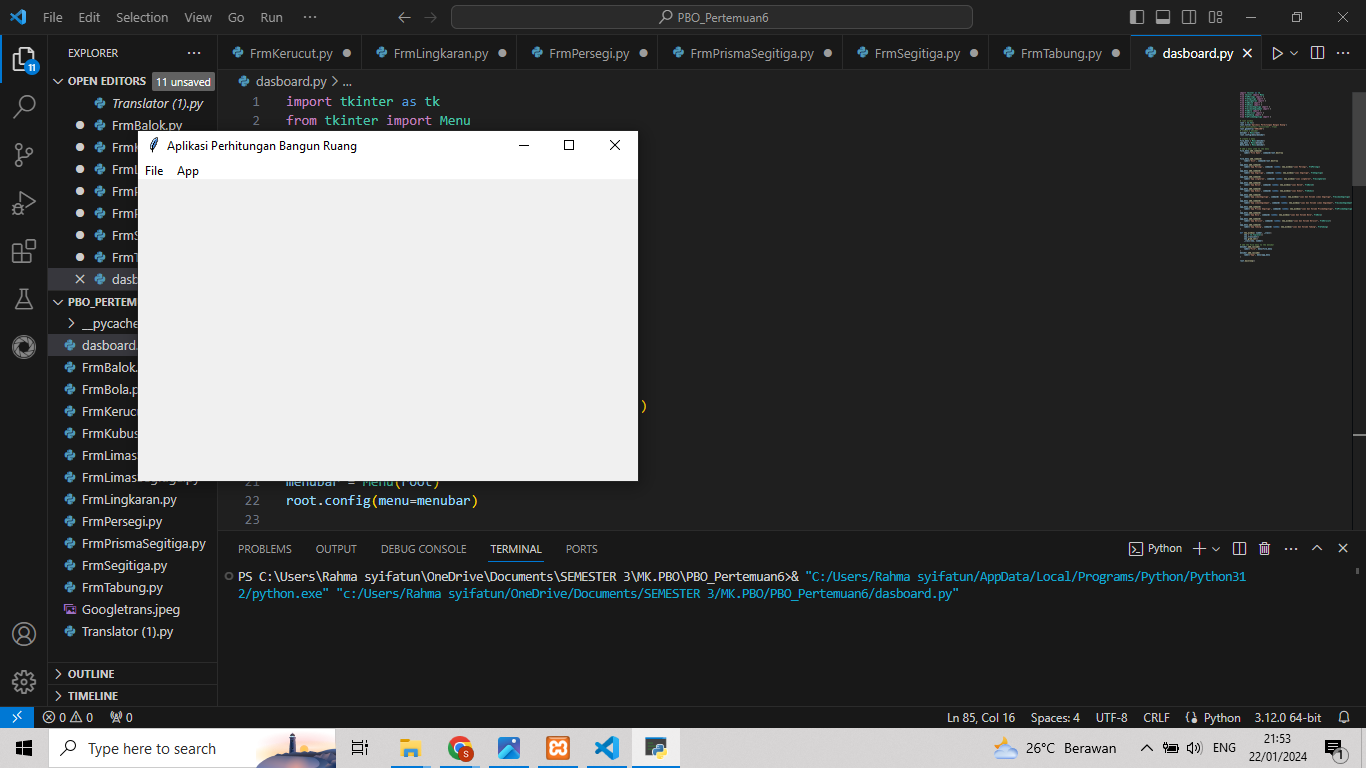 File Edit Selection View Go Run ··· PBO_Pertemuan6
EXPLORER ···
FrmKerucut.py FrmLingkaran.py FrmPersegi.py FrmPrismaSegitiga.py FrmSegitiga.py FrmTabung.py dasboard.py
OPEN EDITORS 11 unsaved
dasboard.py > ...
Translator (1).py
FrmBalok.py
1 import tkinter as tk
2 from tkinter import Menu
Aplikasi Perhitungan Bangun Ruang
File App
PBO_PERTEM
__pycache
dasboard.
FrmBalok.
FrmBola.p
FrmKeruc
FrmKubus
FrmLimas
FrmLimas
FrmLingkaran.py
FrmPersegi.py
FrmPrismaSegitiga.py
FrmSegitiga.py
FrmTabung.py
Googletrans.jpeg
Translator (1).py
)
21 menubar = Menu(root)
22 root.config(menu=menubar)
23
PROBLEMS OUTPUT DEBUG CONSOLE TERMINAL PORTS Python
PS C:\Users\Rahma syifatun\OneDrive\Documents\SEMESTER 3\MK.PBO\PBO_Pertemuan6>& "C:/Users/Rahma syifatun/AppData/Local/Programs/Python/Python31
2/python.exe" "c:/Users/Rahma syifatun/OneDrive/Documents/SEMESTER 3/MK.PBO/PBO_Pertemuan6/dasboard.py"
OUTLINE
TIMELINE
0 0 0 Ln 85, Col 16 Spaces: 4 UTF-8 CRLF Python 3.12.0 64-bit
Type here to search 26°C Berawan ENG 21:53
22/01/2024 1